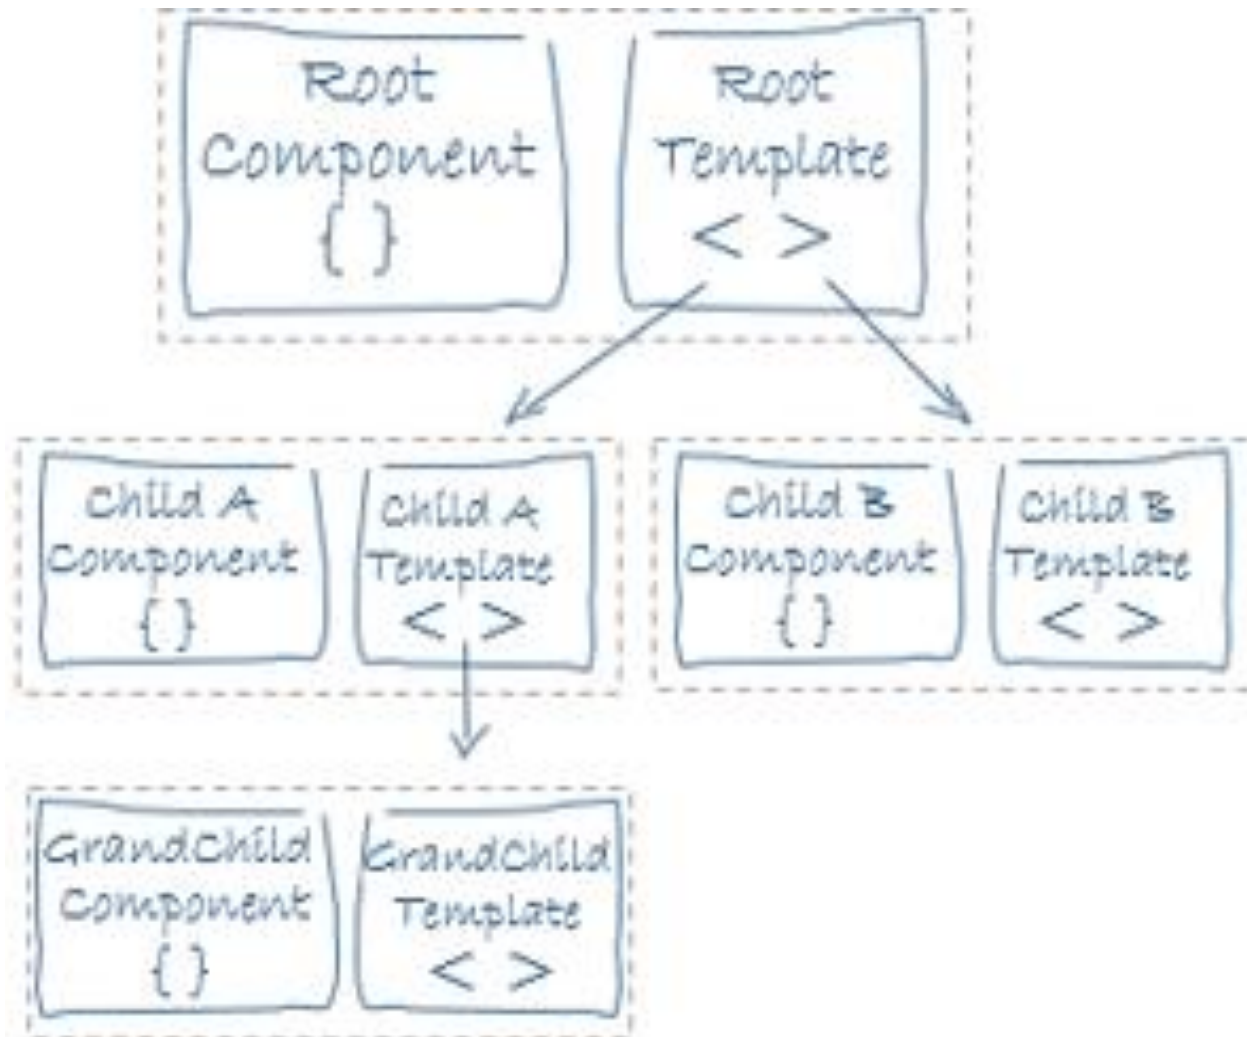 Root
Component
{ }
Root
Template
< >
Child A
Component
{ }
Child A
Template
< >
Child B
Component
{ }
Child B
Template
< >
GrandChild
Component
{ }
GrandChild
Template
< >